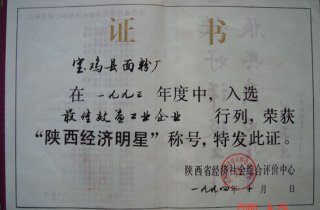 证书
宝鸡县面粉厂
在一九九三年度中，入选
最佳效益工业企业 行列，荣获
“陕西经济明星”称号，特发此证。
陕西省经济社会综合评价中心
一九九四年十月 日